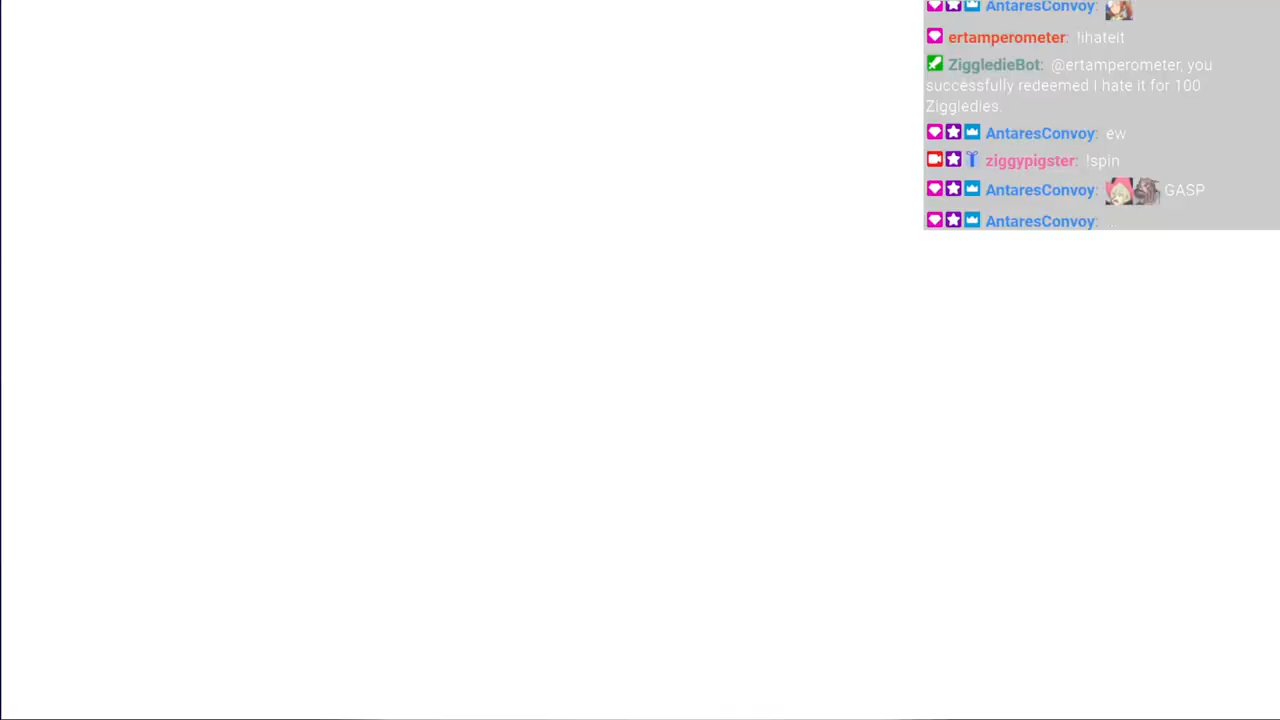 AntaresConvoy:
ertamperometer: !ihateit
ZiggledieBot: @ertamperometer, you
successfully redeemed I hate it for 100
Ziggledies.
AntaresConvoy: ew
ziggypigster: !spin
AntaresConvoy: GASP
AntaresConvoy: